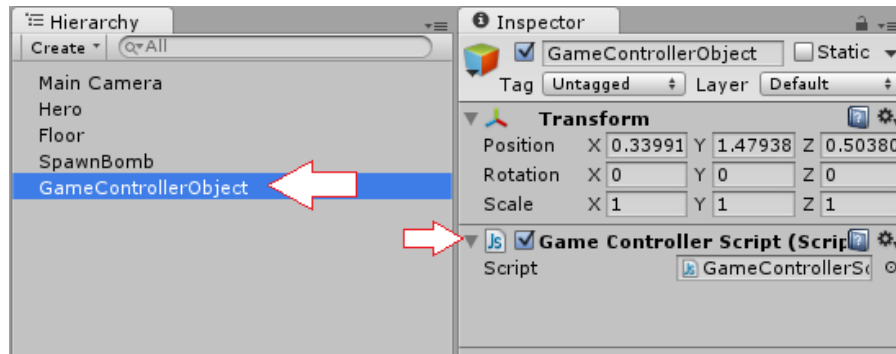 Hierarchy
Create
All
Main Camera
Hero
Floor
SpawnBomb
GameControllerObject
Inspector
GameControllerObject Static
Tag Untagged Layer Default
Transform
Position X 0.33991 Y 1.47938 Z 0.50380
Rotation X 0 Y 0 Z 0
Scale X 1 Y 1 Z 1
Js Game Controller Script (Scrip
Script GameControllerSc